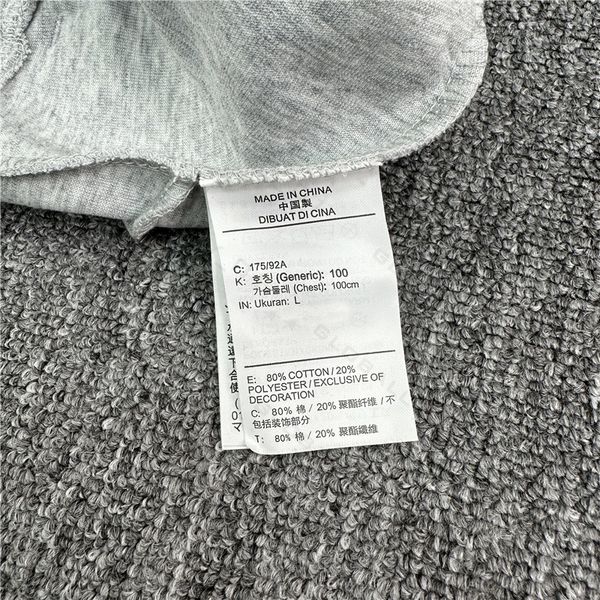 MADE IN CHINA
中国製
DIBUAT DI CINA
C: 175/92A
K: 호칭 (Generic): 100
가슴둘레 (Chest): 100cm
IN: Ukuran: L
E: 80% COTTON / 20%
POLYESTER / EXCLUSIVE OF
DECORATION
C: 80% 棉 / 20% 聚酯纤维 / 不
包括装饰部分
T: 80% 棉 / 20% 聚酯纖維